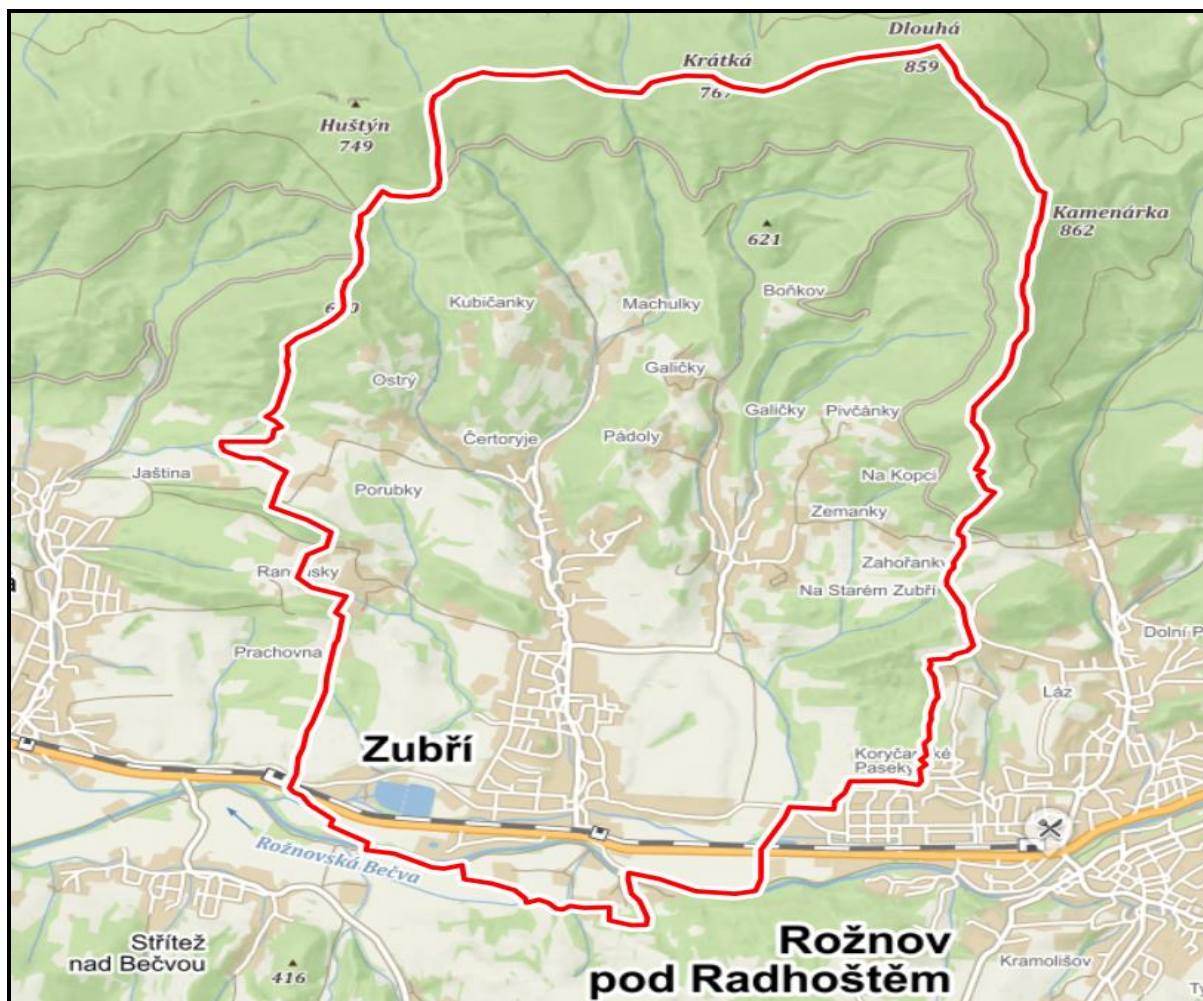 Dlouhá
859
Krátká
767
Huštýn
749
Kamenárka
862
621
Boňkov
Kubičanky
Machulky
Galičky
Ostrý
Galičky
Pivčánky
Čertoryje
Pádoly
Jaština
Na Kopci
Porubky
Zemanky
Zahořanky
Na Starém Zubří
Prachovna
Dolní P
Láz
Zubří
Rožnovská Bečva
Střítež
nad Bečvou
416
Rožnov
pod Radhoštěm
Kramolišov